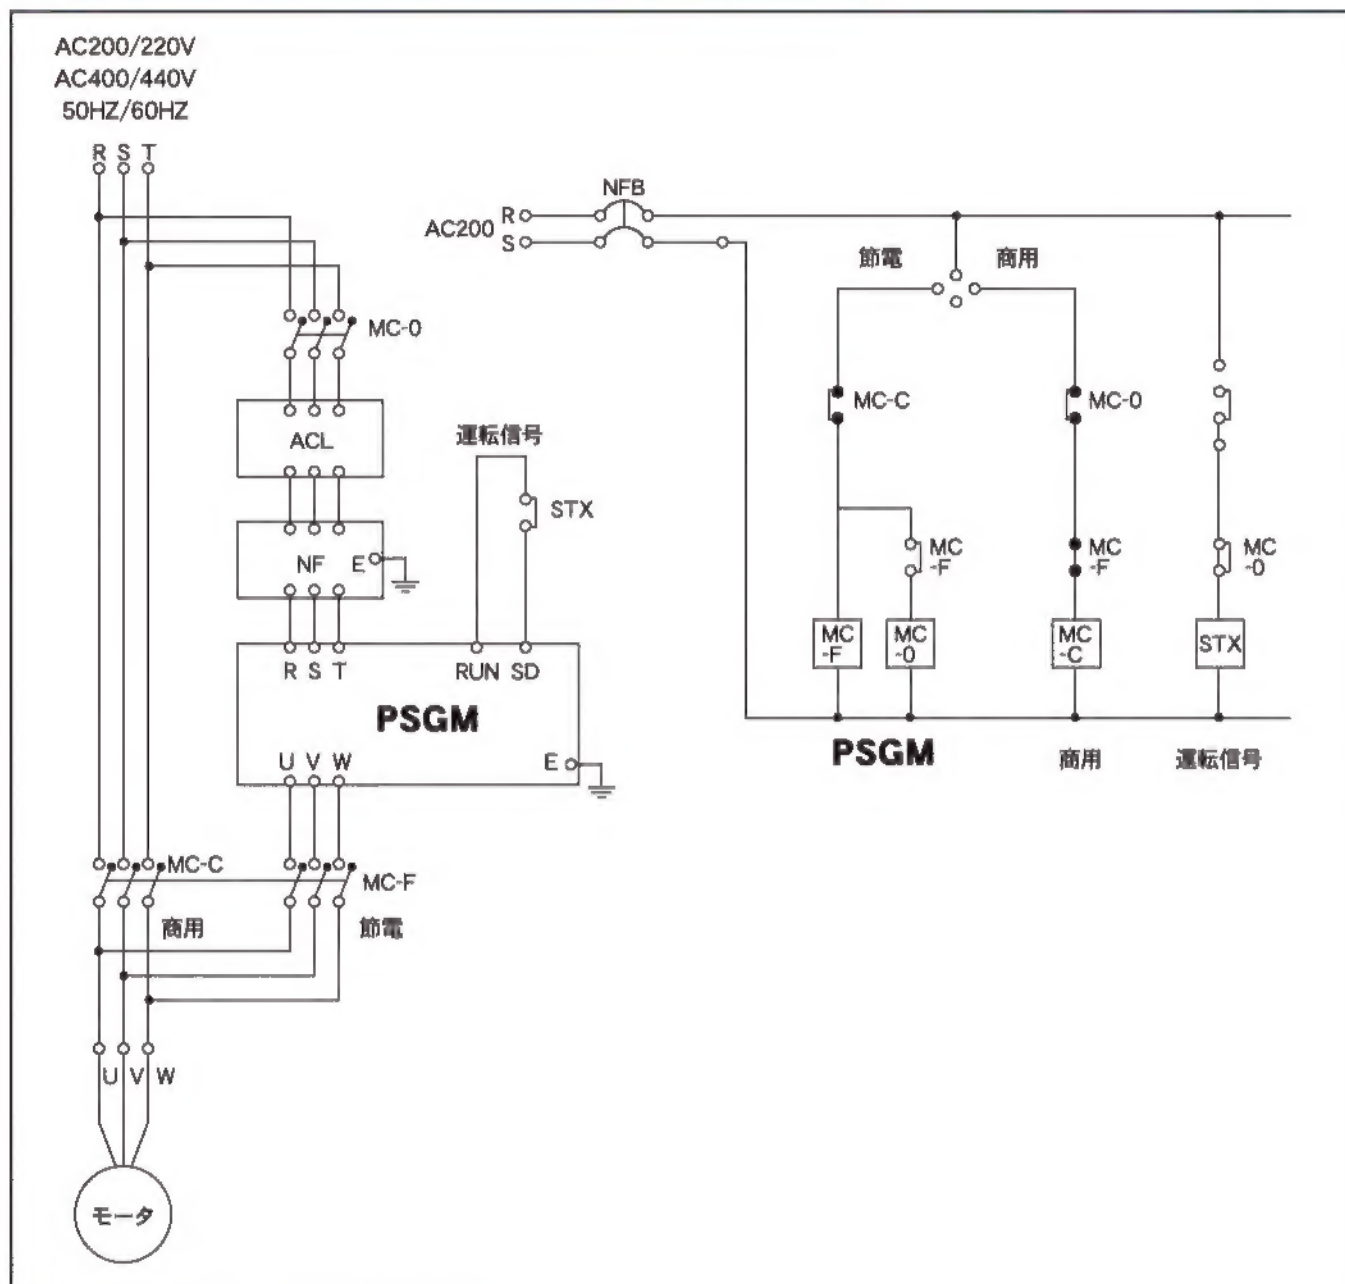 AC200/220V
AC400/440V
50HZ/60HZ
R S T
MC-0
ACL
NF E
運転信号
STX
R S T RUN SD
PSGM
U V W E
MC-C
MC-F
商用 節電
U V W
モータ
NFB
AC200 R
S
節電 商用
MC-C
MC-0
MC
-F
MC
-F
MC
-0
MC
-F
MC
-0
MC
-C
STX
PSGM 商用 運転信号